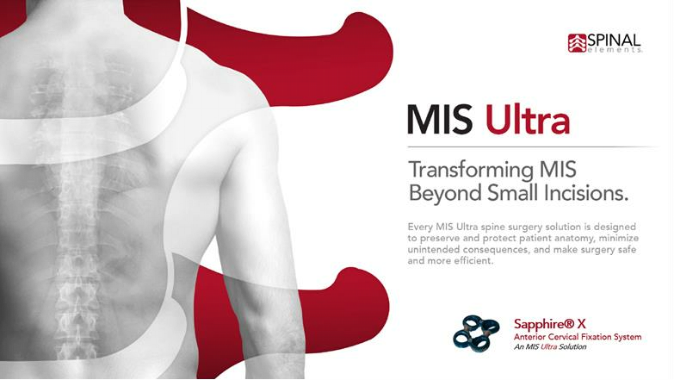 SPINAL
elements.
MIS Ultra
Transforming MIS
Beyond Small Incisions.
Every MIS Ultra spine surgery solution is designed
to preserve and protect patient anatomy, minimize
unintended consequences, and make surgery safe
and more efficient.
Sapphire® X
Anterior Cervical Fixation System
An MIS Ultra Solution